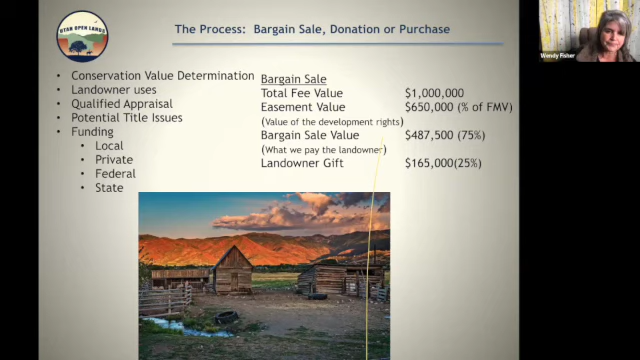 UTAH OPEN LANDS
The Process: Bargain Sale, Donation or Purchase
• Conservation Value Determination
• Landowner uses
• Qualified Appraisal
• Potential Title Issues
• Funding
• Local
• Private
• Federal
• State
Bargain Sale
Total Fee Value $1,000,000
Easement Value $650,000 (% of FMV)
(Value of the development rights)
Bargain Sale Value $487,500 (75%)
(What we pay the landowner)
Landowner Gift $165,000(25%)
Wendy Fisher